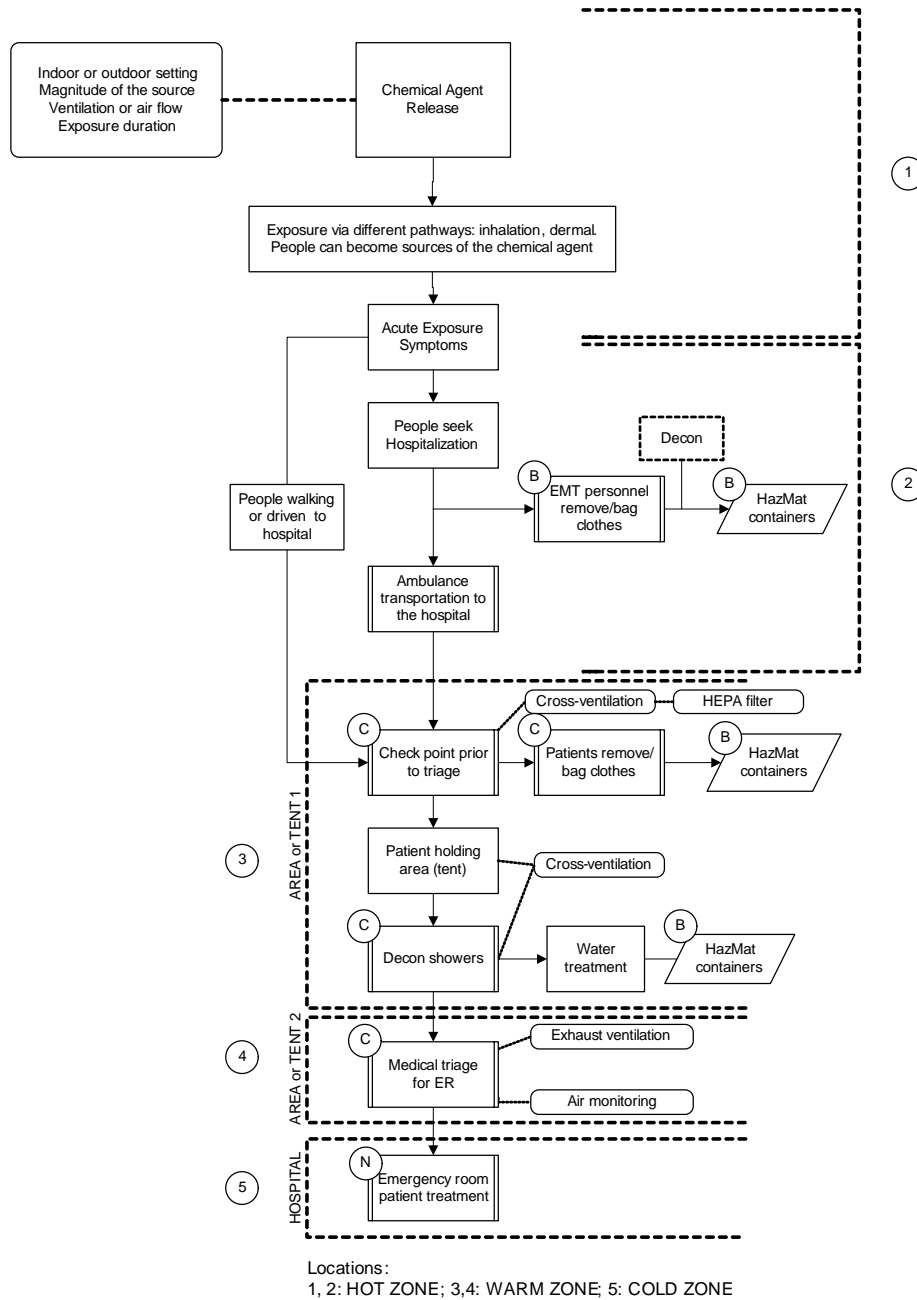 Indoor or outdoor setting
Magnitude of the source
Ventilation or air flow
Exposure duration
Chemical Agent
Release
1
Exposure via different pathways: inhalation, dermal.
People can become sources of the chemical agent
Acute Exposure
Symptoms
People seek
Hospitalization
Decon
B
EMT personnel
remove/bag
clothes
B
HazMat
containers
2
People walking
or driven to
hospital
Ambulance
transportation to
the hospital
AREA or TENT 1
3
Cross-ventilation
HEPA filter
C
Check point prior
to triage
C
Patients remove/
bag clothes
B
HazMat
containers
Patient holding
area (tent)
Cross-ventilation
C
Decon showers
Water
treatment
B
HazMat
containers
AREA or TENT 2
4
C
Medical triage
for ER
Exhaust ventilation
Air monitoring
HOSPITAL
5
N
Emergency room
patient treatment
Locations:
1, 2: HOT ZONE; 3,4: WARM ZONE; 5: COLD ZONE